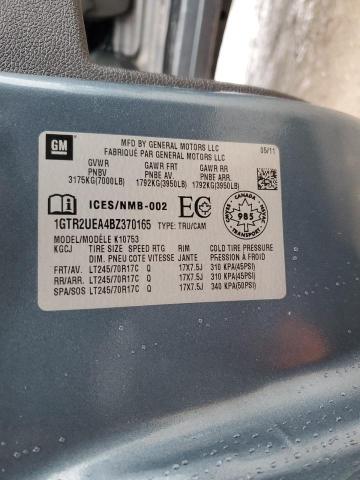 GM
MFD BY GENERAL MOTORS LLC
FABRIQUÉ PAR GENERAL MOTORS LLC
05/11
GVWR GAWR FRT GAWR RR
PNBV PNBE AV. PNBE ARR.
3175KG(7000LB) 1792KG(3950LB) 1792KG(3950LB)
ICES/NMB-002
EC
CANADA
985
TRANSPORT
1GTR2UEA4BZ370165 TYPE: TRU/CAM
MODEL/MODÈLE K10753
KGCJ TIRE SIZE SPEED RTG RIM COLD TIRE PRESSURE
DIM. PNEU COTE VITESSE JANTE PRESSION À FROID
FRT/AV. LT245/70R17C Q 17X7.5J 310 KPA(45PSI)
RR/ARR. LT245/70R17C Q 17X7.5J 310 KPA(45PSI)
SPA/SOS LT245/70R17C Q 17X7.5J 340 KPA(50PSI)